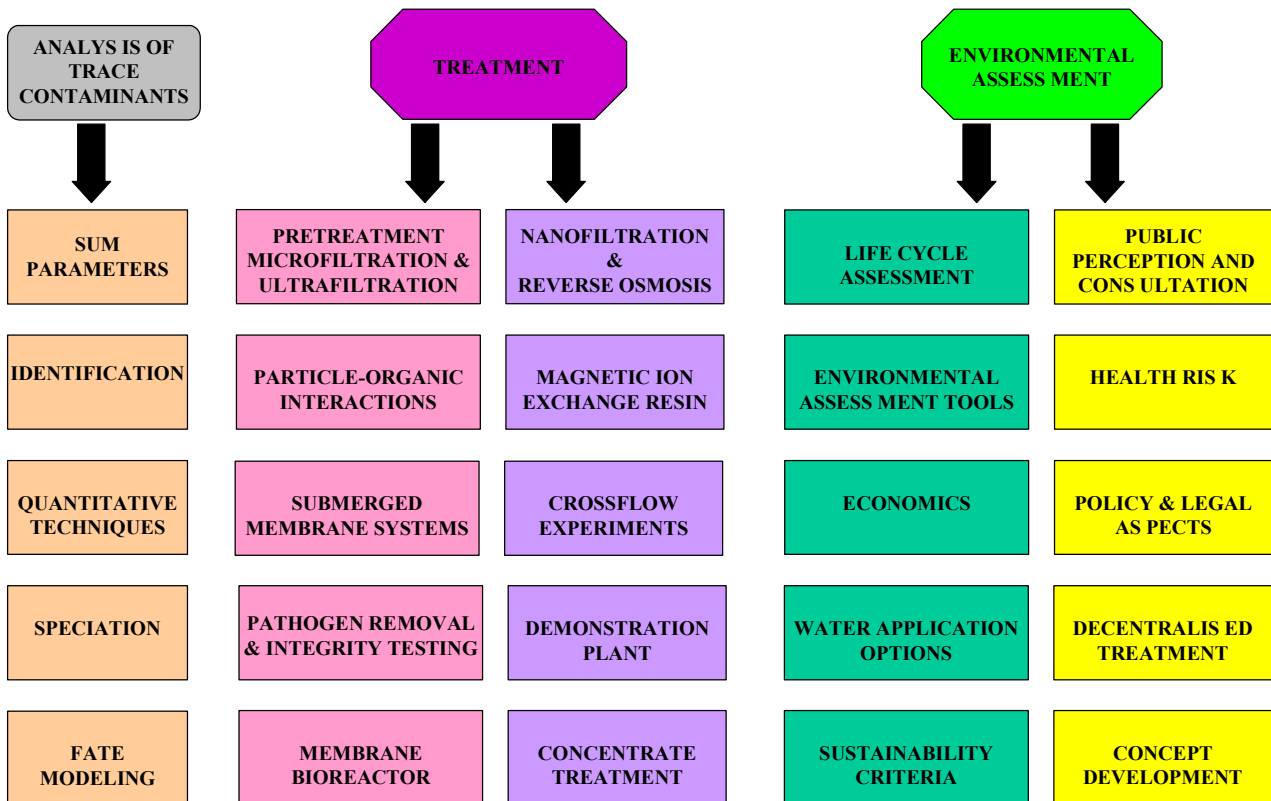 ANALYS IS OF
TRACE
CONTAMINANTS
TREATMENT
ENVIRONMENTAL
ASSESS MENT
SUM
PARAMETERS
PRETREATMENT
MICROFILTRATION &
ULTRAFILTRATION
NANOFILTRATION
&
REVERSE OSMOSIS
LIFE CYCLE
ASSESSMENT
PUBLIC
PERCEPTION AND
CONS ULTATION
IDENTIFICATION
PARTICLE-ORGANIC
INTERACTIONS
MAGNETIC ION
EXCHANGE RESIN
ENVIRONMENTAL
ASSESS MENT TOOLS
HEALTH RIS K
QUANTITATIVE
TECHNIQUES
SUBMERGED
MEMBRANE SYSTEMS
CROSSFLOW
EXPERIMENTS
ECONOMICS
POLICY & LEGAL
AS PECTS
SPECIATION
PATHOGEN REMOVAL
& INTEGRITY TESTING
DEMONSTRATION
PLANT
WATER APPLICATION
OPTIONS
DECENTRALIS ED
TREATMENT
FATE
MODELING
MEMBRANE
BIOREACTOR
CONCENTRATE
TREATMENT
SUSTAINABILITY
CRITERIA
CONCEPT
DEVELOPMENT